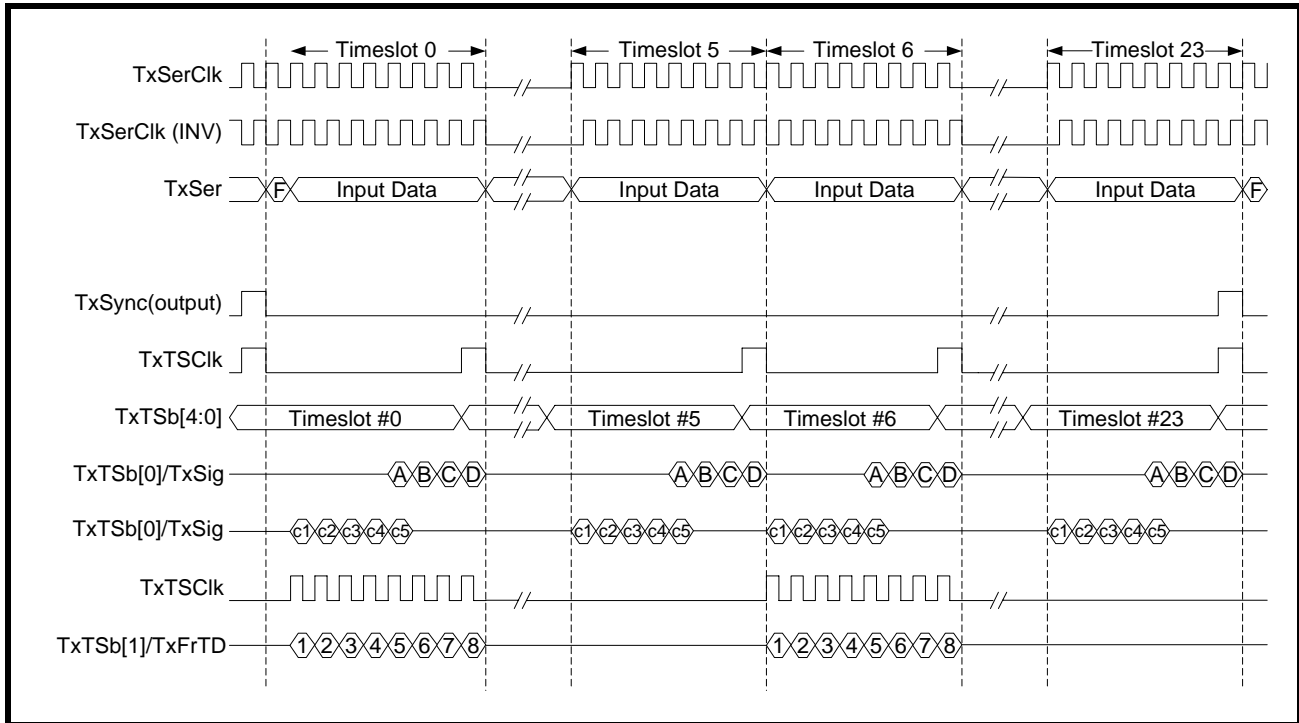 Timeslot 0 Timeslot 5 Timeslot 6 Timeslot 23
TxSerClk
TxSerClk (INV)
TxSer F Input Data Input Data Input Data Input Data F
TxSync(output)
TxTSClk
TxTSb[4:0] Timeslot #0 Timeslot #5 Timeslot #6 Timeslot #23
TxTSb[0]/TxSig A B C D A B C D A B C D A B C D
TxTSb[0]/TxSig c1 c2 c3 c4 c5 c1 c2 c3 c4 c5 c1 c2 c3 c4 c5 c1 c2 c3 c4 c5
TxTSClk
TxTSb[1]/TxFrTD 1 2 3 4 5 6 7 8 1 2 3 4 5 6 7 8